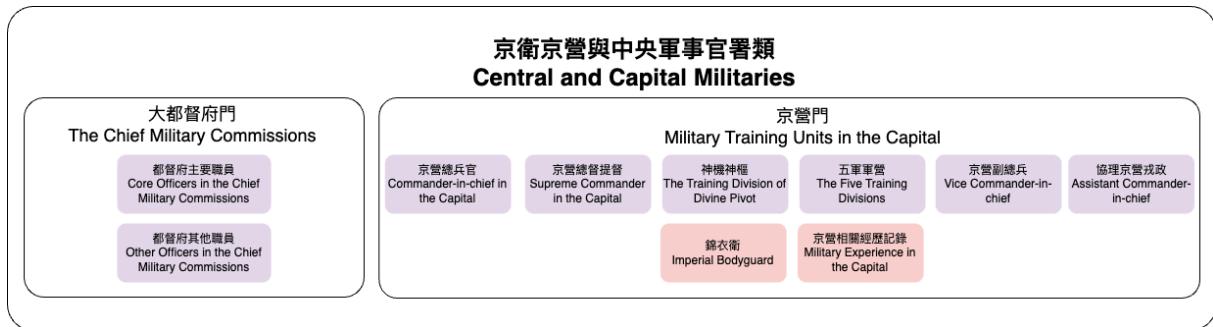 京衛京營與中央軍事官署類
Central and Capital Militaries
大都督府門
The Chief Military Commissions
都督府主要職員
Core Officers in the Chief
Military Commissions
都督府其他職員
Other Officers in the Chief
Military Commissions
京營門
Military Training Units in the Capital
京營總兵官
Commander-in-chief in
the Capital
京營總督提督
Supreme Commander
in the Capital
神機神樞
The Training Division of
Divine Pivot
五軍軍營
The Five Training
Divisions
京營副總兵
Vice Commander-in-
chief
協理京營戎政
Assistant Commander-
in-chief
錦衣衛
Imperial Bodyguard
京營相關經歷記錄
Military Experience in
the Capital